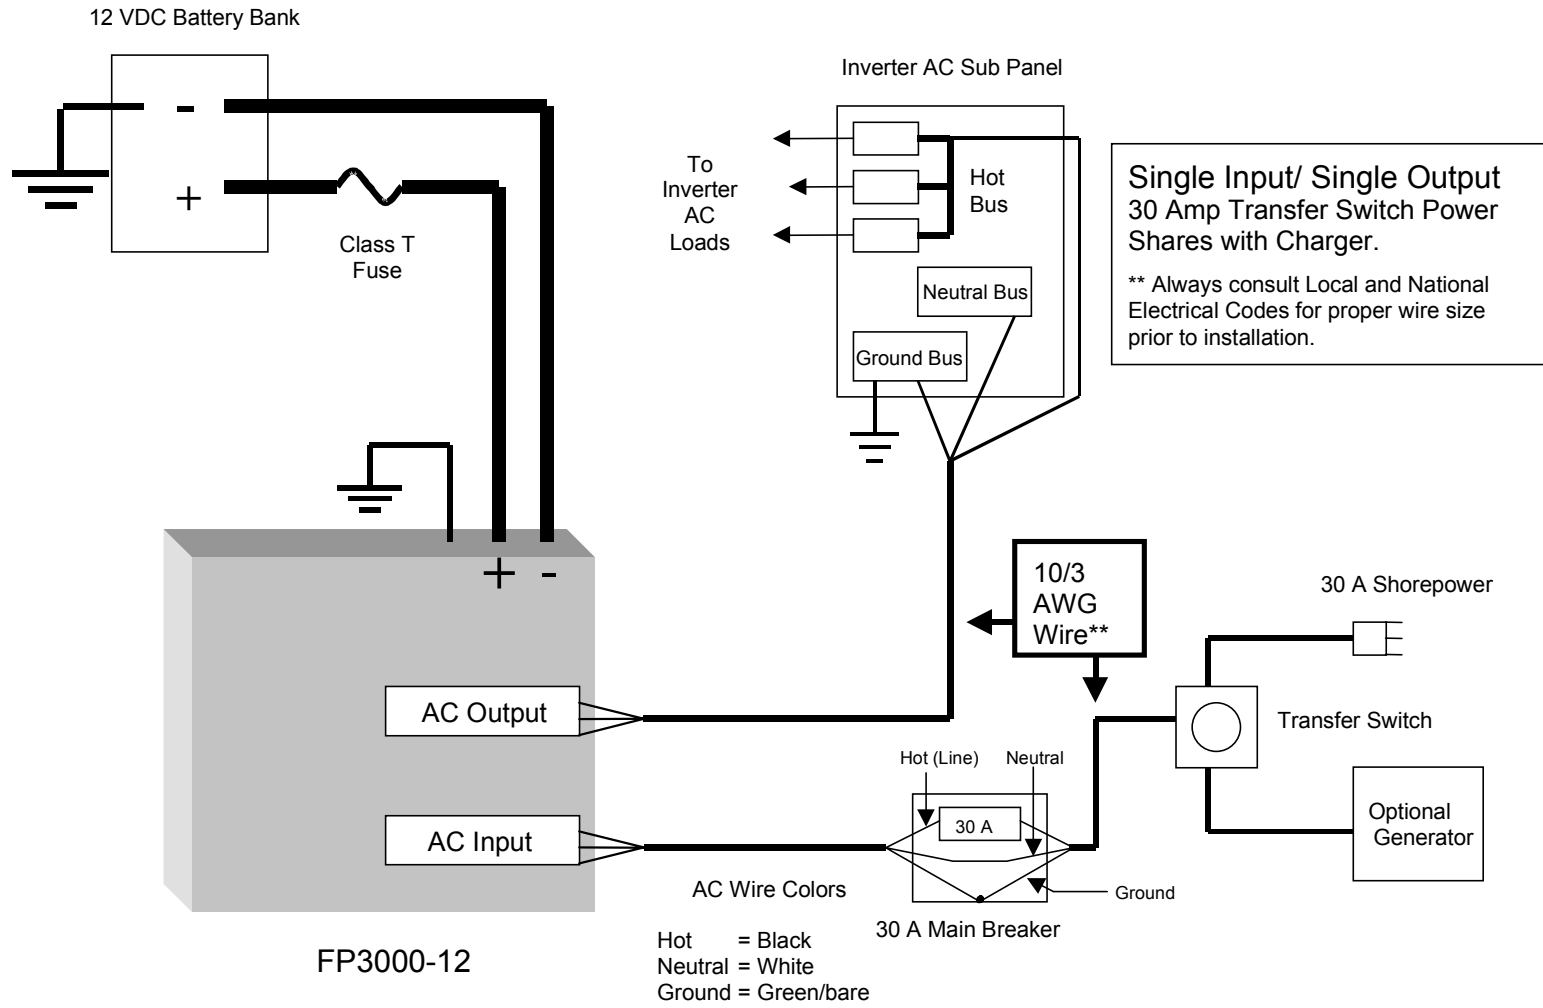 12 VDC Battery Bank
-
+
Class T
Fuse
Inverter AC Sub Panel
To
Inverter
AC
Loads
Hot
Bus
Neutral Bus
Ground Bus
Single Input/ Single Output
30 Amp Transfer Switch Power
Shares with Charger.
** Always consult Local and National
Electrical Codes for proper wire size
prior to installation.
+ -
10/3
AWG
Wire**
30 A Shorepower
AC Output
Transfer Switch
Hot (Line) Neutral
30 A
AC Input
Optional
Generator
Ground
30 A Main Breaker
AC Wire Colors
Hot = Black
Neutral = White
Ground = Green/bare
FP3000-12